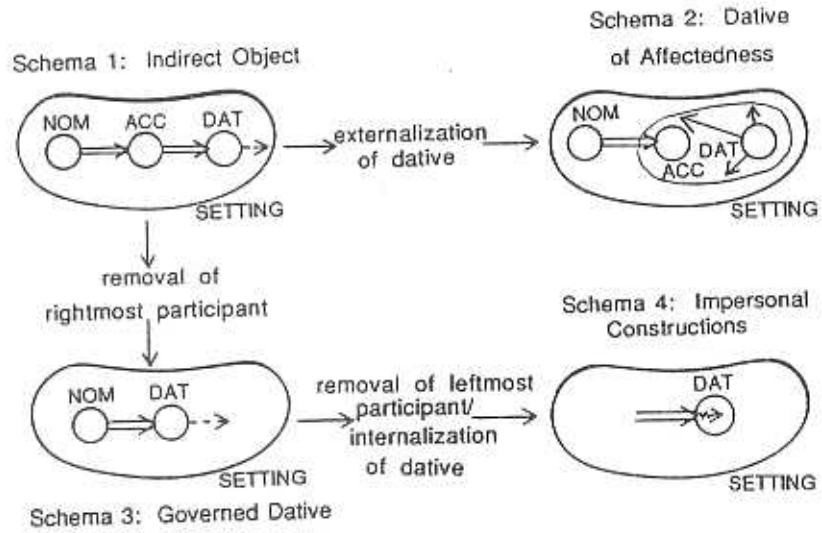 Schema 1: Indirect Object
NOM ACC DAT
SETTING
externalization
of dative
Schema 2: Dative
of Affectedness
NOM
DAT
ACC
SETTING
removal of
rightmost participant
NOM DAT
SETTING
Schema 3: Governed Dative
removal of leftmost
participant/
internalization
of dative
Schema 4: Impersonal
Constructions
DAT
SETTING